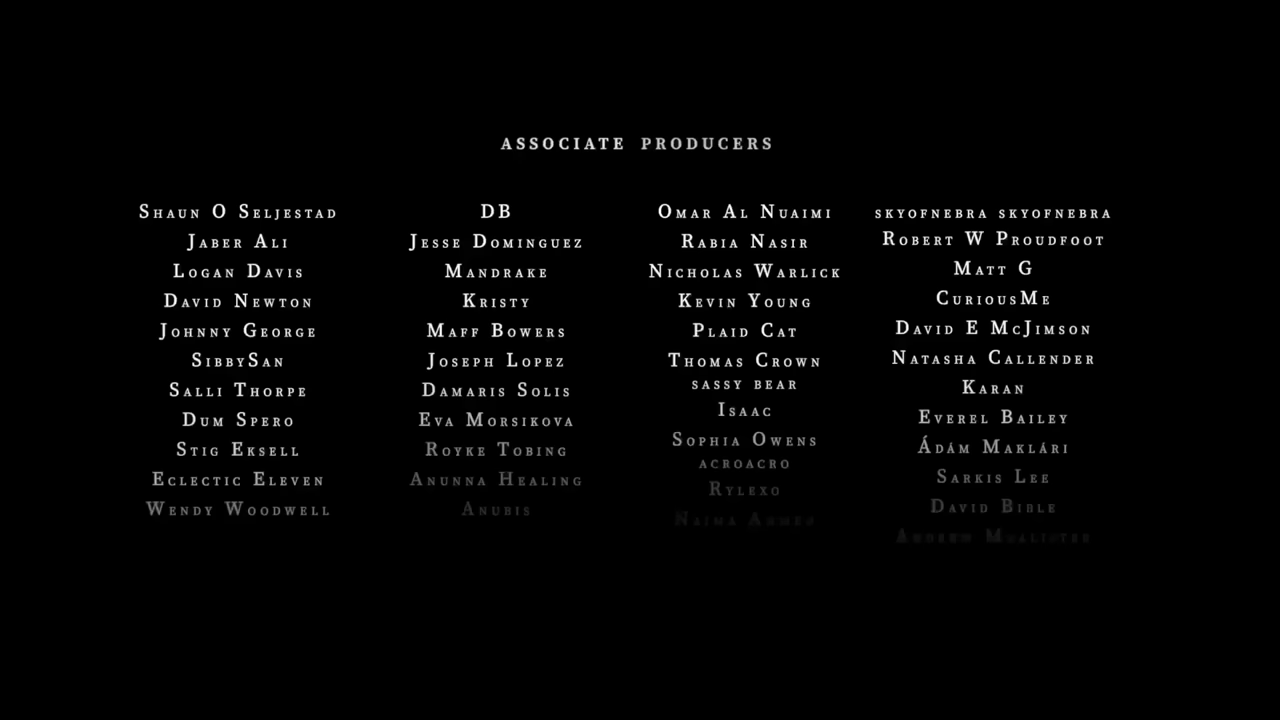 ASSOCIATE PRODUCERS
Shaun O Seljestad
Jaber Ali
Logan Davis
David Newton
Johnny George
SibbySan
Salli Thorpe
Dum Spero
Stig Eksell
Eclectic Eleven
Wendy Woodwell
DB
Jesse Dominguez
Mandrake
Kristy
Maff Bowers
Joseph Lopez
Damaris Solis
Eva Morsikova
Royke Tobing
Anunna Healing
Anubis
Omar Al Nuaimi
Rabia Nasir
Nicholas Warlick
Kevin Young
Plaid Cat
Thomas Crown
sassy bear
Isaac
Sophia Owens
acroacro
Rylexo
Naima Ahmed
skyofnebra skyofnebra
Robert W Proudfoot
Matt G
CuriousMe
David E McJimson
Natasha Callender
Karan
Everel Bailey
Ádám Maklári
Sarkis Lee
David Bible
Andrew